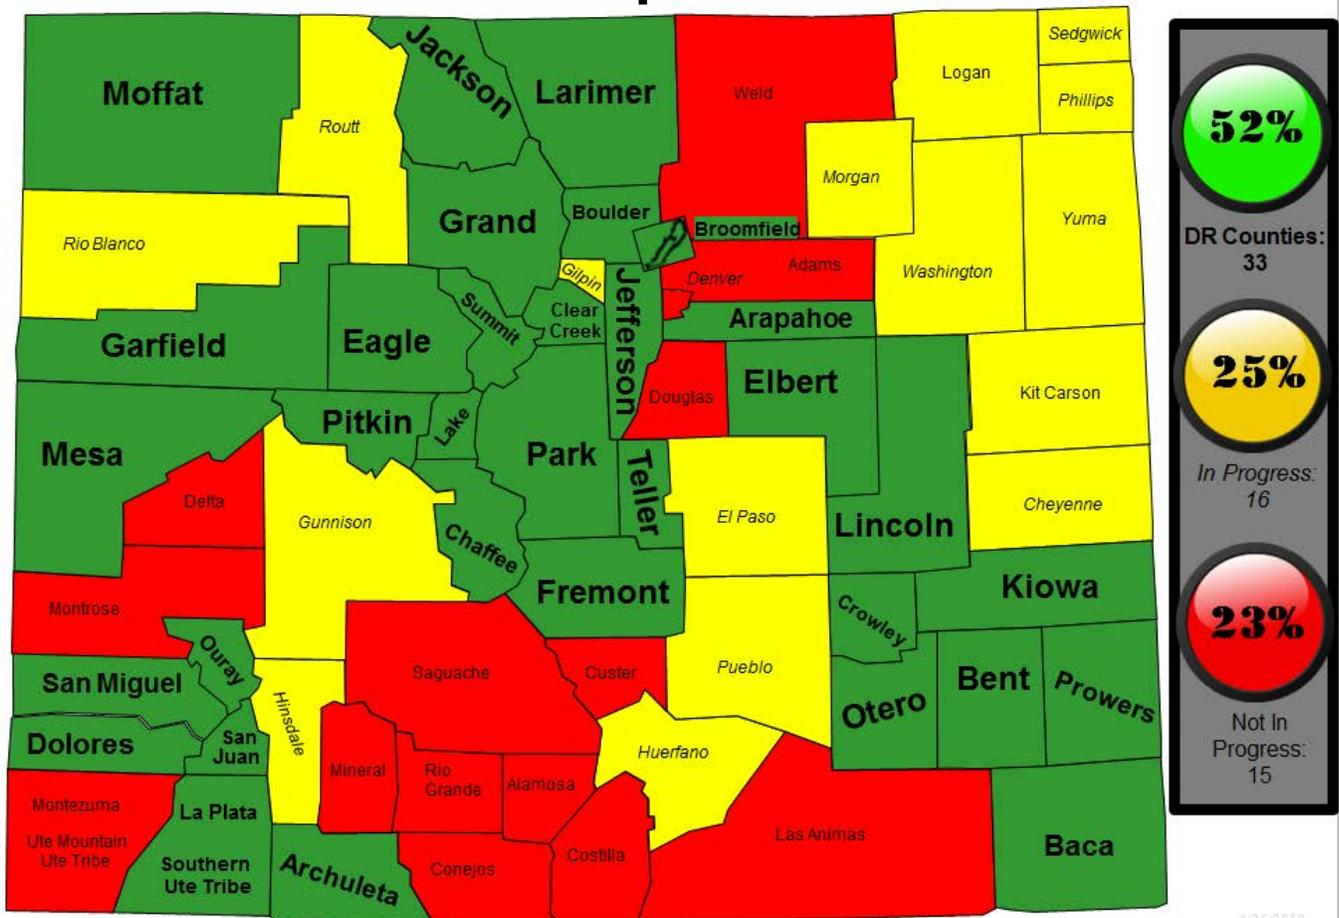 Moffat
Routt
Jackson
Larimer
Weld
Logan
Sedgwick
Phillips
Morgan
Rio Blanco
Grand
Boulder
Broomfield
Yuma
Washington
Gilpin
Denver
Adams
Garfield
Eagle
Summit
Clear
Creek
Jefferson
Arapahoe
Douglas
Elbert
Kit Carson
Mesa
Pitkin
Lake
Park
Teller
Delta
Gunnison
Chaffee
El Paso
Lincoln
Cheyenne
Montrose
Fremont
Kiowa
Crowley
Ouray
San Miguel
Saguache
Custer
Pueblo
Otero
Bent
Prowers
Hinsdale
Dolores
San
Juan
Mineral
Rio
Grande
Alamosa
Huerfano
Montezuma
Ute Mountain
Ute Tribe
La Plata
Southern
Ute Tribe
Archuleta
Conejos
Costilla
Las Animas
Baca
52%
DR Counties:
33
25%
In Progress:
16
23%
Not In
Progress:
15